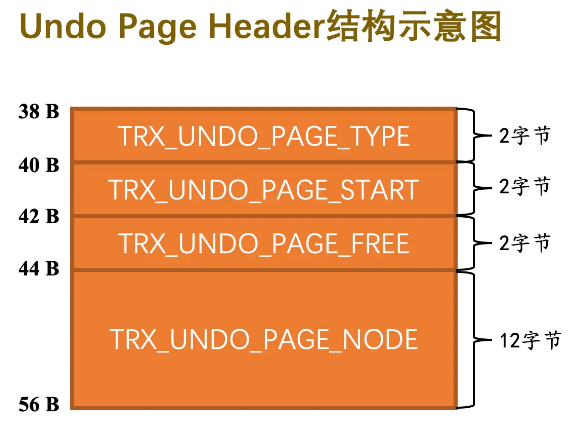 Undo Page Header结构示意图
38 B
TRX_UNDO_PAGE_TYPE
2字节
40 B
TRX_UNDO_PAGE_START
2字节
42 B
TRX_UNDO_PAGE_FREE
2字节
44 B
TRX_UNDO_PAGE_NODE
12字节
56 B